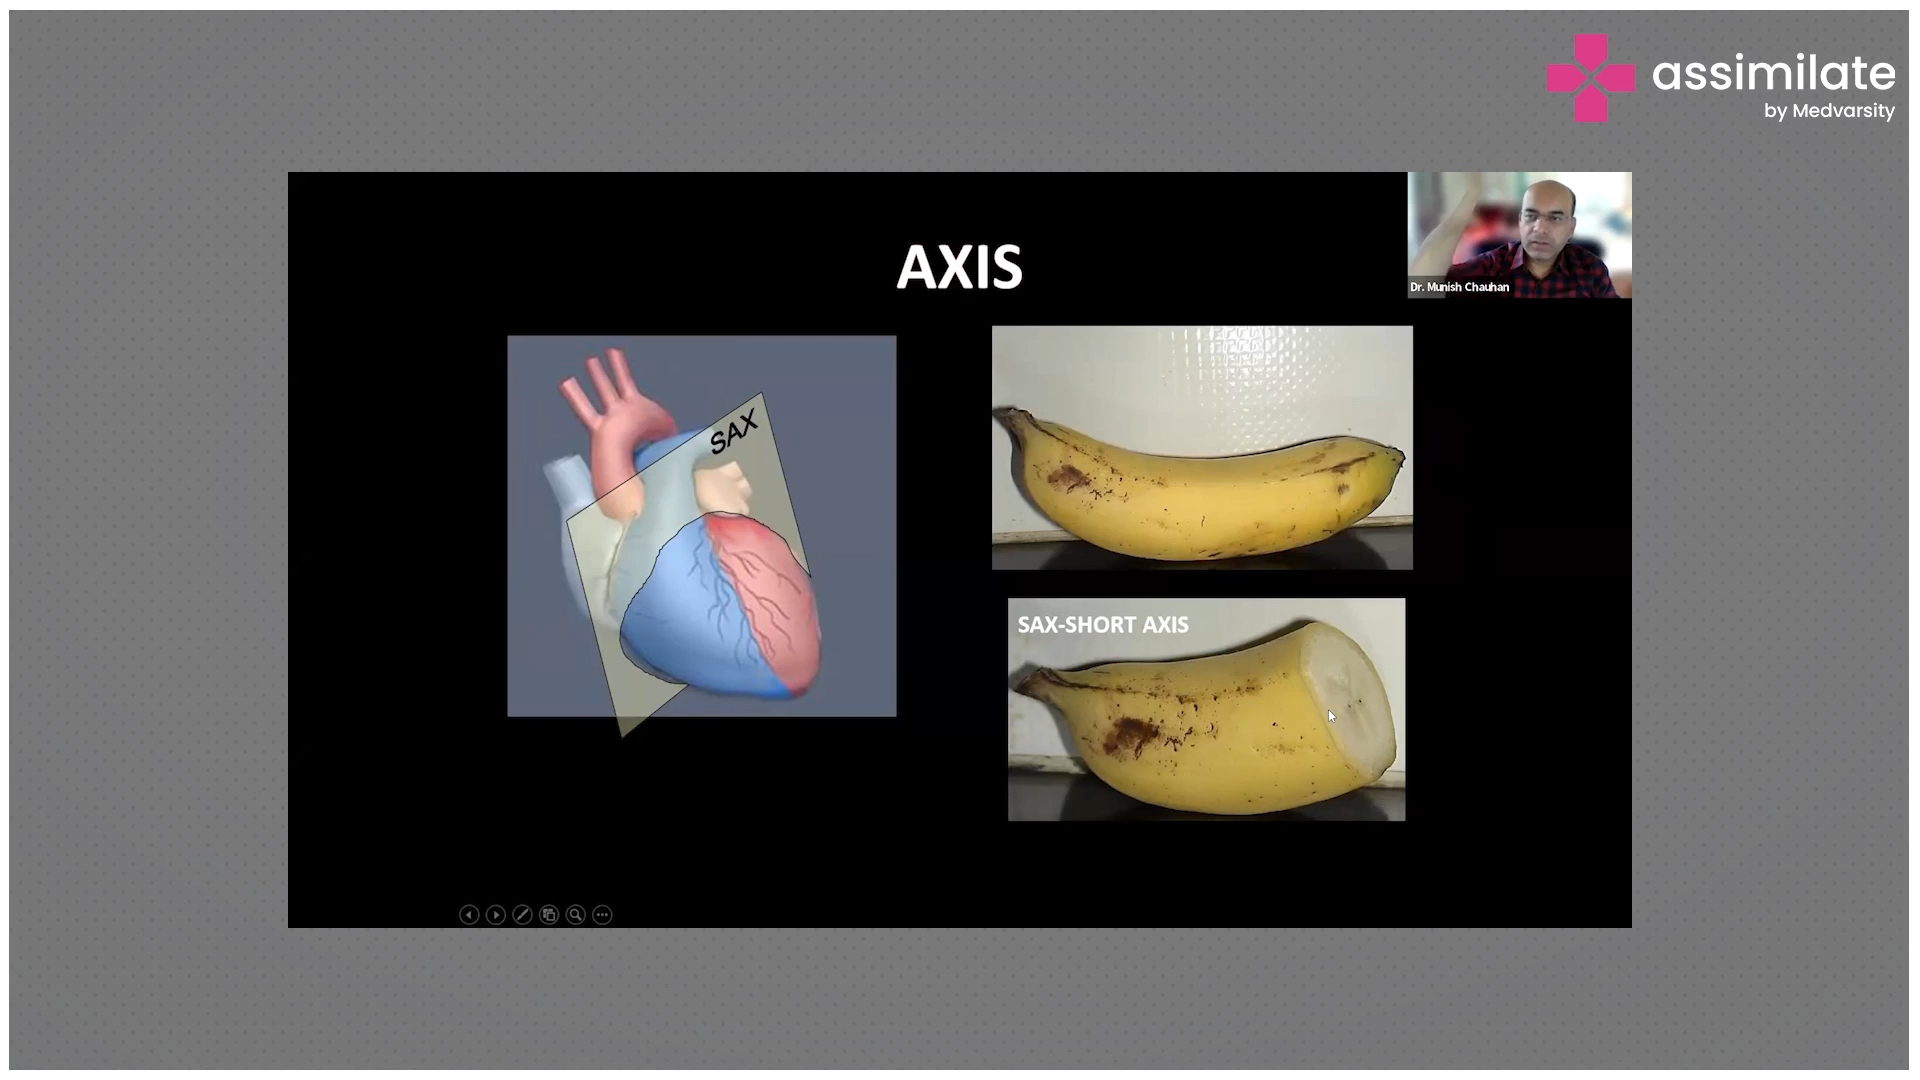 assimilate
by Medvarsity
AXIS
Dr. Munish Chauhan
SAX
SAX-SHORT AXIS